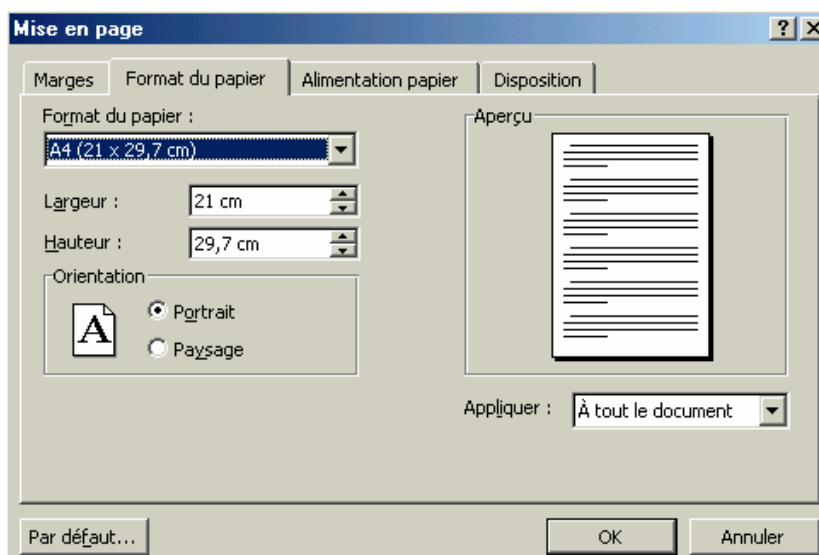 Mise en page
Marges
Format du papier
Alimentation papier
Disposition
Format du papier :
A4 (21 x 29,7 cm)
Largeur :
21 cm
Hauteur :
29,7 cm
Orientation
A
Portrait
Paysage
Aperçu
Appliquer :
À tout le document
Par défaut...
OK
Annuler